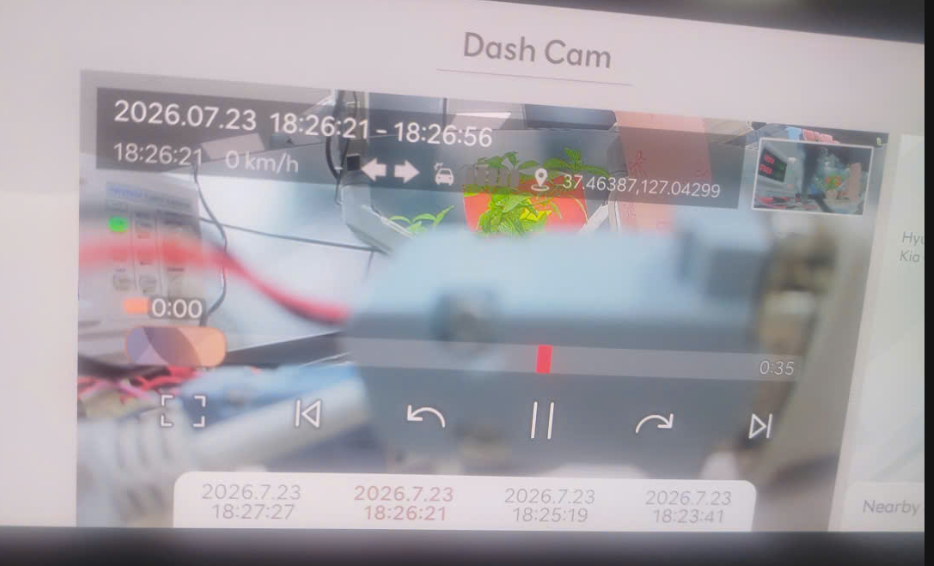 Dash Cam
2026.07.23 18:26:21 - 18:26:56
18:26:21 0 km/h
37.46387,127.04299
0:00
0:35
2026.7.23 2026.7.23 2026.7.23 2026.7.23
18:27:27 18:26:21 18:25:19 18:23:41
Kia
Nearby